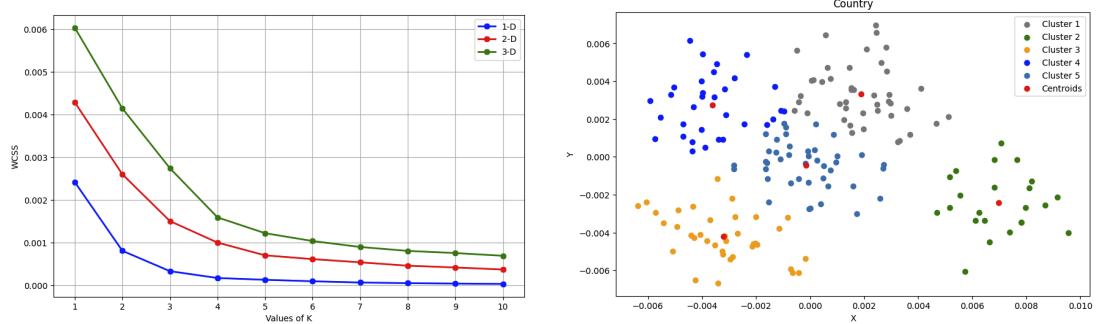 1-D
2-D
3-D
0.006
0.005
0.004
0.003
0.002
0.001
0.000
WCSS
1 2 3 4 5 6 7 8 9 10
Values of K
Country
Cluster 1
Cluster 2
Cluster 3
Cluster 4
Cluster 5
Centroids
0.006
0.004
0.002
0.000
−0.002
−0.004
−0.006
Y
−0.006 −0.004 −0.002 0.000 0.002 0.004 0.006 0.008 0.010
X